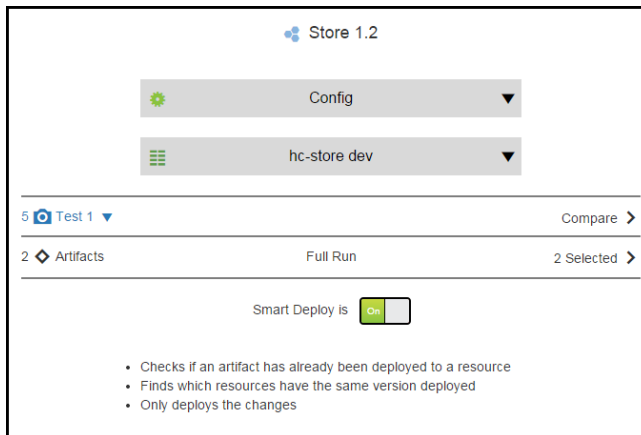 Store 1.2
Config
hc-store dev
5 Test 1 Compare
2 Artifacts Full Run 2 Selected
Smart Deploy is On
Checks if an artifact has already been deployed to a resource
Finds which resources have the same version deployed
Only deploys the changes